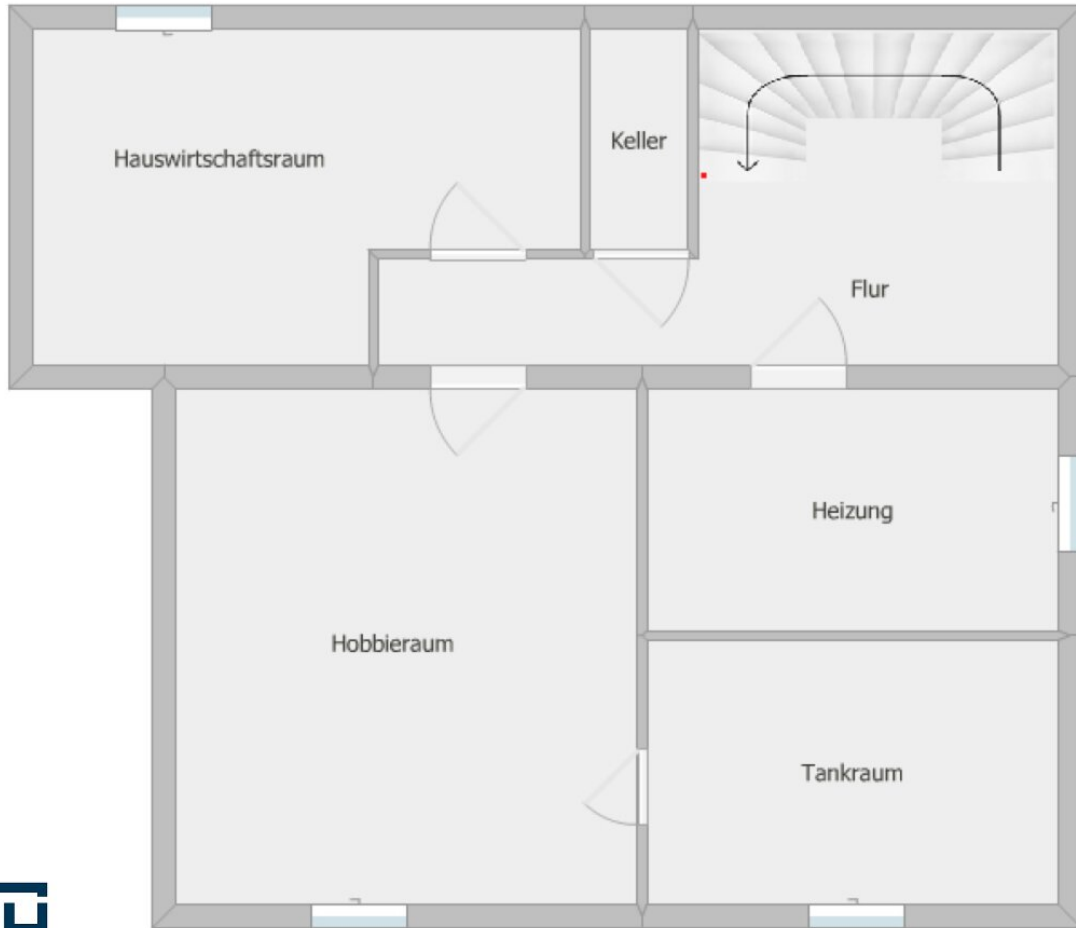 Keller
Hauswirtschaftsraum
Flur
Heizung
Hobbieraum
Tankraum